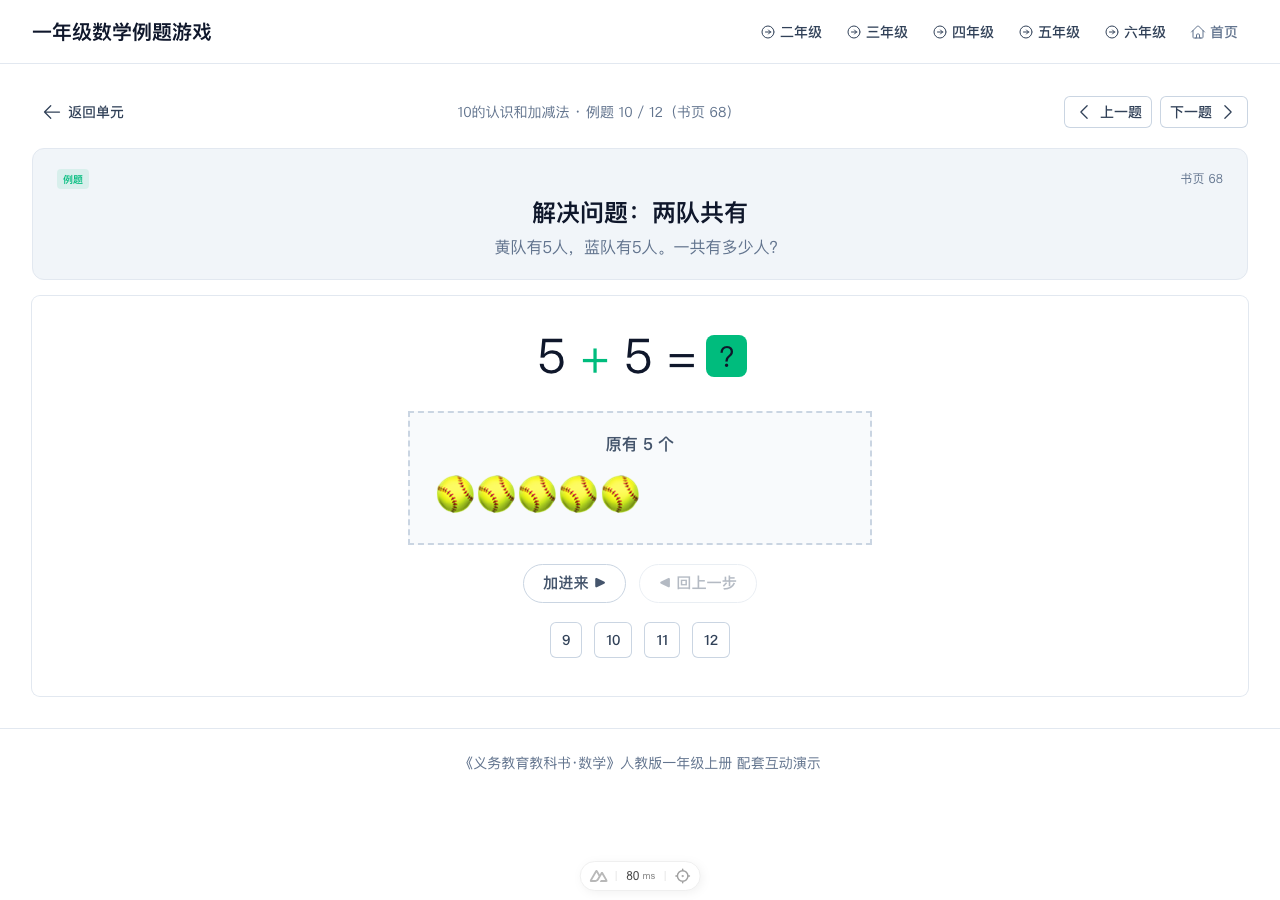 一年级数学例题游戏
二年级 三年级 四年级 五年级 六年级 首页
返回单元
10的认识和加减法 · 例题 10 / 12（书页 68）
上一题 下一题
例题
书页 68
解决问题：两队共有
黄队有5人，蓝队有5人。一共有多少人？
5 + 5 = ?
原有 5 个
加进来 ▶ ◀ 回上一步
9 10 11 12
《义务教育教科书·数学》人教版一年级上册 配套互动演示
80 ms